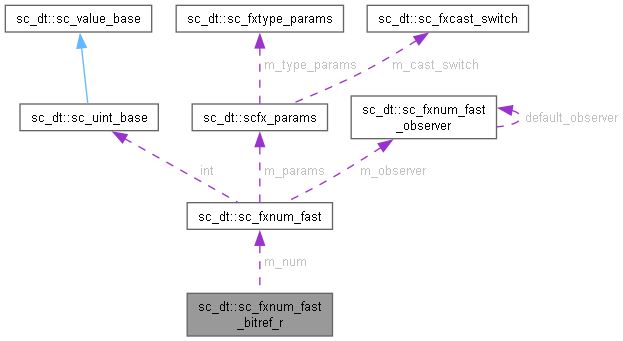 sc_dt::sc_value_base
sc_dt::sc_fxtype_params
sc_dt::sc_fxcast_switch
m_type_params
m_cast_switch
sc_dt::sc_uint_base
sc_dt::scfx_params
sc_dt::sc_fxnum_fast
_observer
default_observer
int
m_params
m_observer
sc_dt::sc_fxnum_fast
m_num
sc_dt::sc_fxnum_fast
_bitref_r